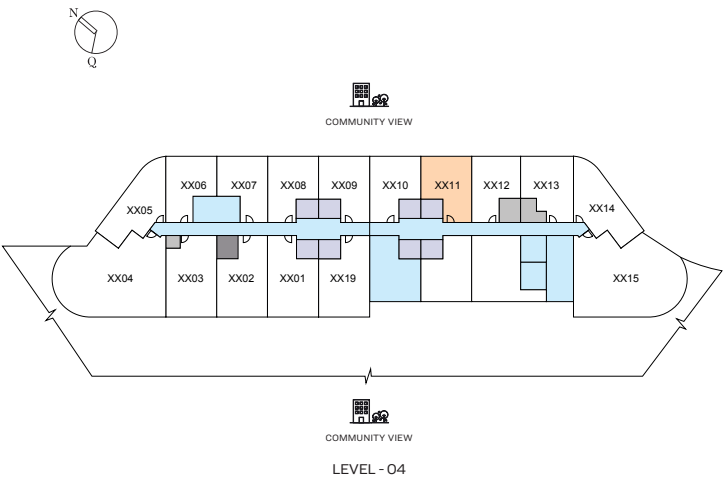 N
Q
COMMUNITY VIEW
XX06 XX07 XX08 XX09 XX10 XX11 XX12 XX13
XX05 XX14
XX04 XX03 XX02 XX01 XX19 XX15
COMMUNITY VIEW
LEVEL - 04